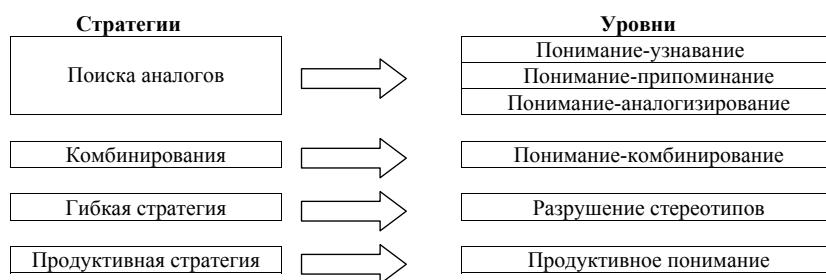 Стратегии
Уровни
Поиска аналогов
Понимание-узнавание
Понимание-припоминание
Понимание-аналогизирование
Комбинирования
Понимание-комбинирование
Гибкая стратегия
Разрушение стереотипов
Продуктивная стратегия
Продуктивное понимание